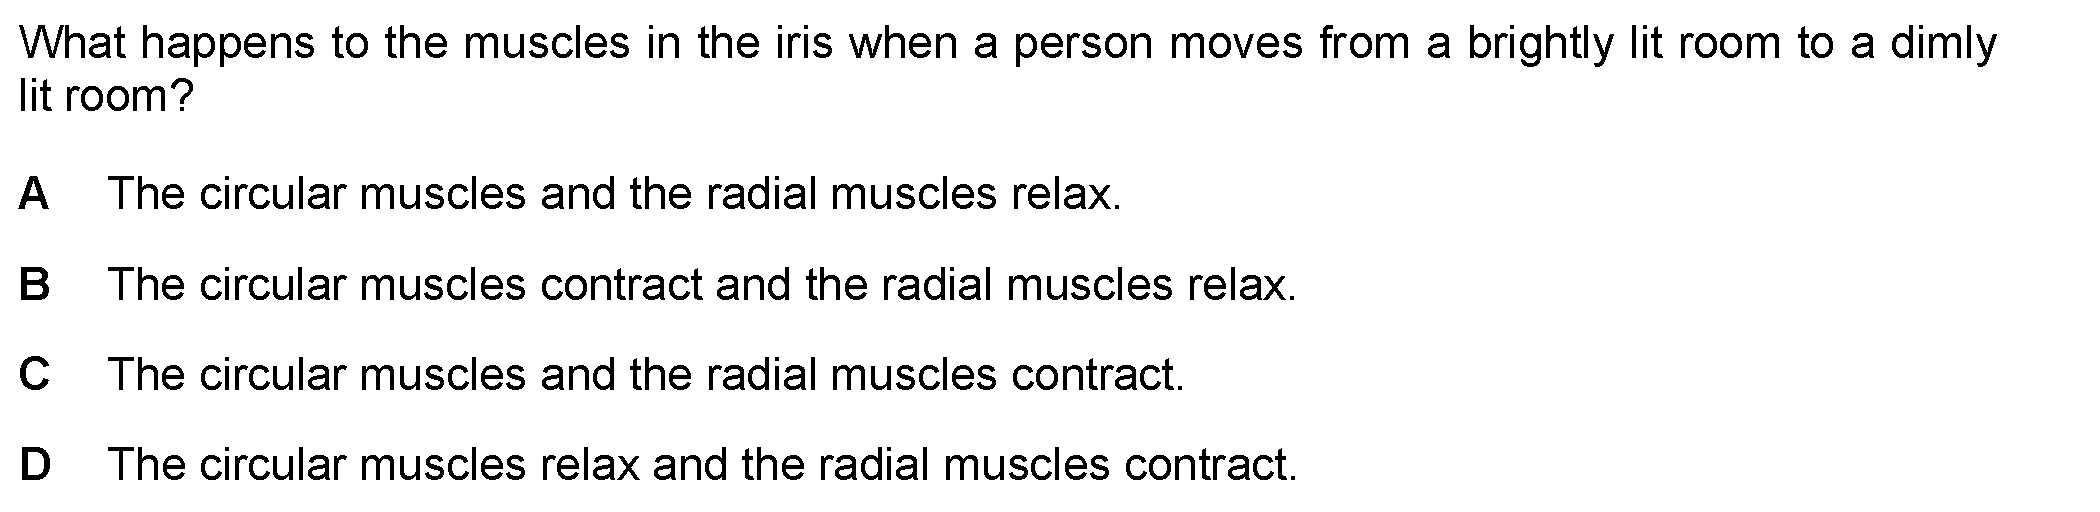 What happens to the muscles in the iris when a person moves from a brightly lit room to a dimly
lit room?
A The circular muscles and the radial muscles relax.
B The circular muscles contract and the radial muscles relax.
C The circular muscles and the radial muscles contract.
D The circular muscles relax and the radial muscles contract.